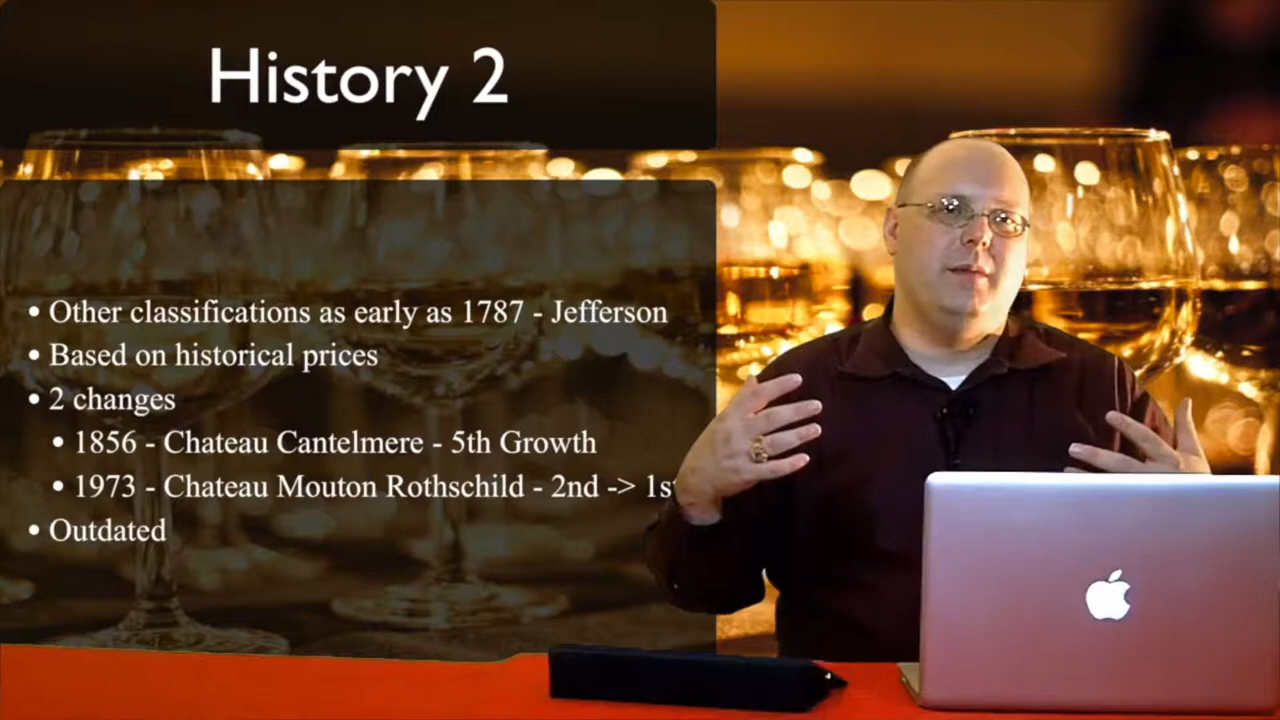 History 2
• Other classifications as early as 1787 - Jefferson
• Based on historical prices
• 2 changes
• 1856 - Chateau Cantelmere - 5th Growth
• 1973 - Chateau Mouton Rothschild - 2nd -> 1st
• Outdated